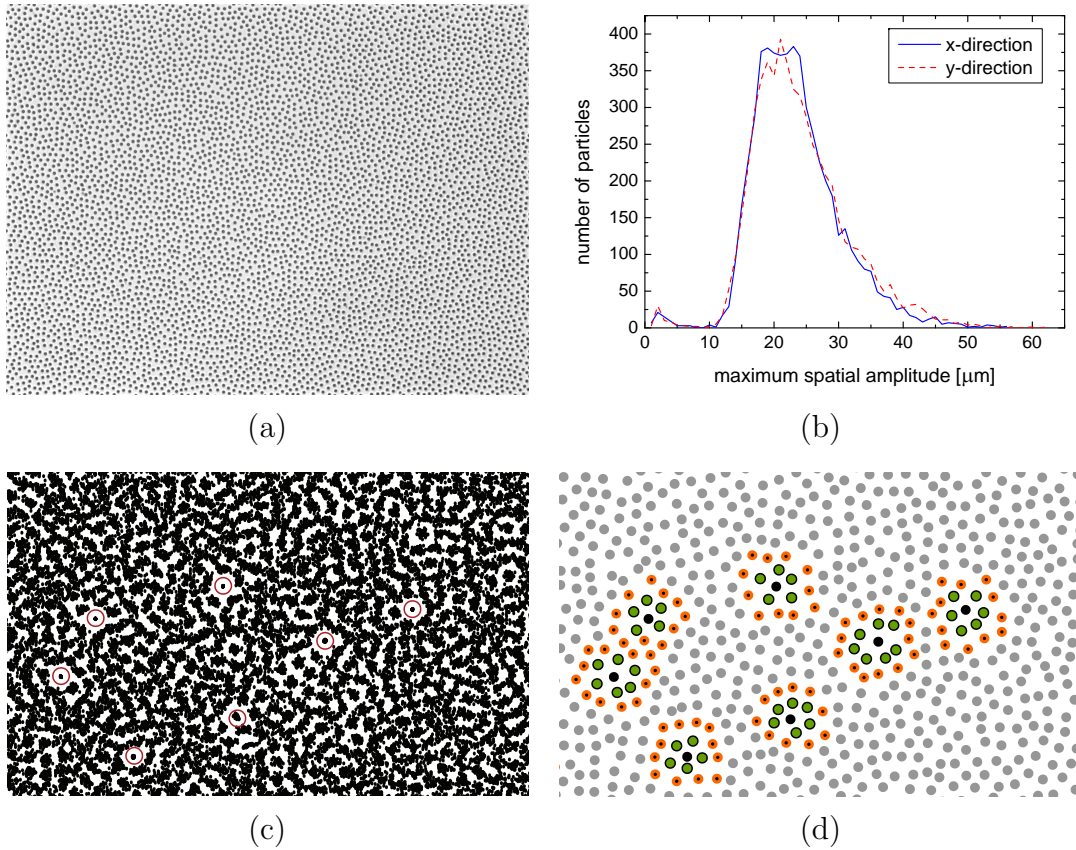 400
350
300
250
200
150
100
50
0
number of particles
x-direction
y-direction
0 10 20 30 40 50 60
maximum spatial amplitude [μm]
(a)
(b)
(c)
(d)